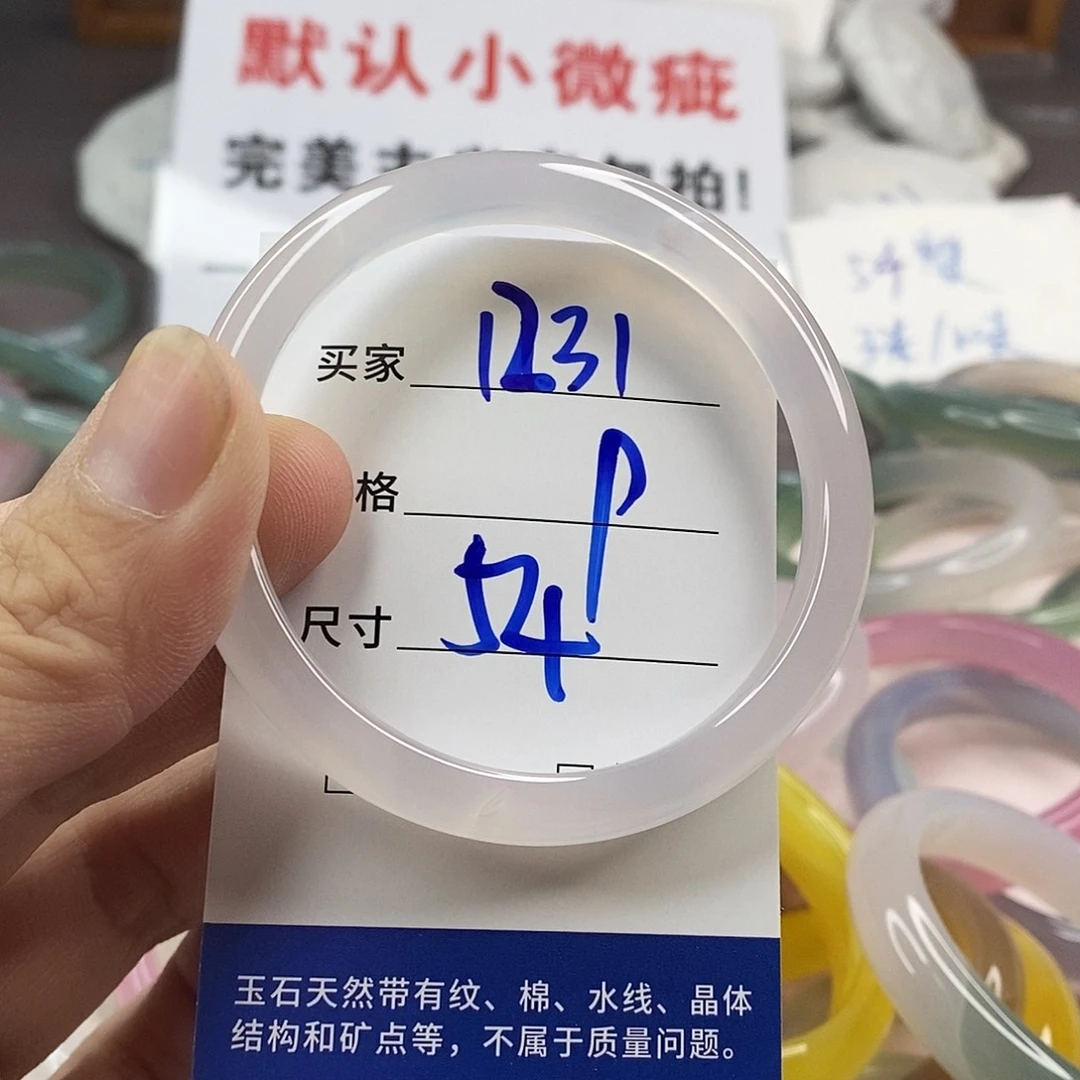 默认小微疵
完美
拍!
54
买家 1231
格 P
尺寸 54
玉石天然带有纹、棉、水线、晶体
结构和矿点等，不属于质量问题。